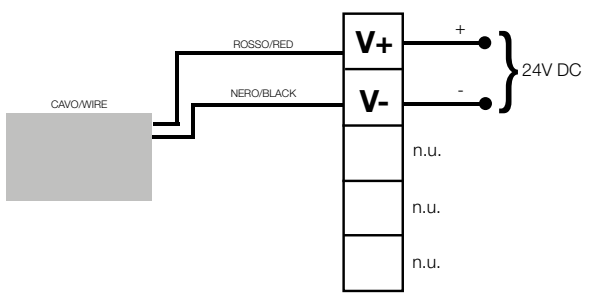 ROSSO/RED
V+
+
24V DC
NERO/BLACK
V-
-
CAVO/WIRE
n.u.
n.u.
n.u.